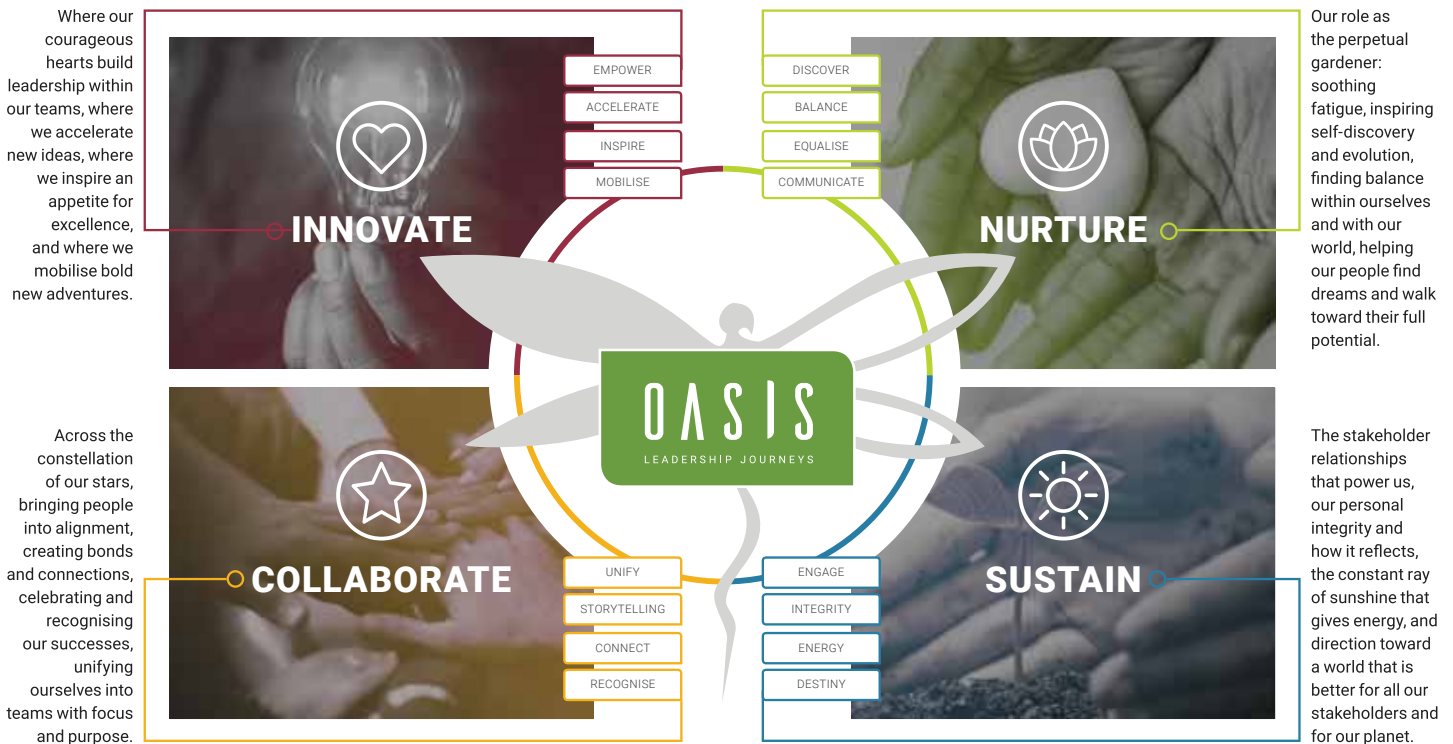 Where our
courageous
hearts build
leadership within
our teams, where
we accelerate
new ideas, where
we inspire an
appetite for
excellence,
and where we
mobilise bold
new adventures.
INNOVATE
EMPOWER
ACCELERATE
INSPIRE
MOBILISE
DISCOVER
BALANCE
EQUALISE
COMMUNICATE
NURTURE
Our role as
the perpetual
gardener:
soothing
fatigue, inspiring
self-discovery
and evolution,
finding balance
within ourselves
and with our
world, helping
our people find
dreams and walk
toward their full
potential.
OASIS
LEADERSHIP JOURNEYS
Across the
constellation
of our stars,
bringing people
into alignment,
creating bonds
and connections,
celebrating and
recognising
our successes,
unifying
ourselves into
teams with focus
and purpose.
COLLABORATE
UNIFY
STORYTELLING
CONNECT
RECOGNISE
ENGAGE
INTEGRITY
ENERGY
DESTINY
SUSTAIN
The stakeholder
relationships
that power us,
our personal
integrity and
how it reflects,
the constant ray
of sunshine that
gives energy, and
direction toward
a world that is
better for all our
stakeholders and
for our planet.